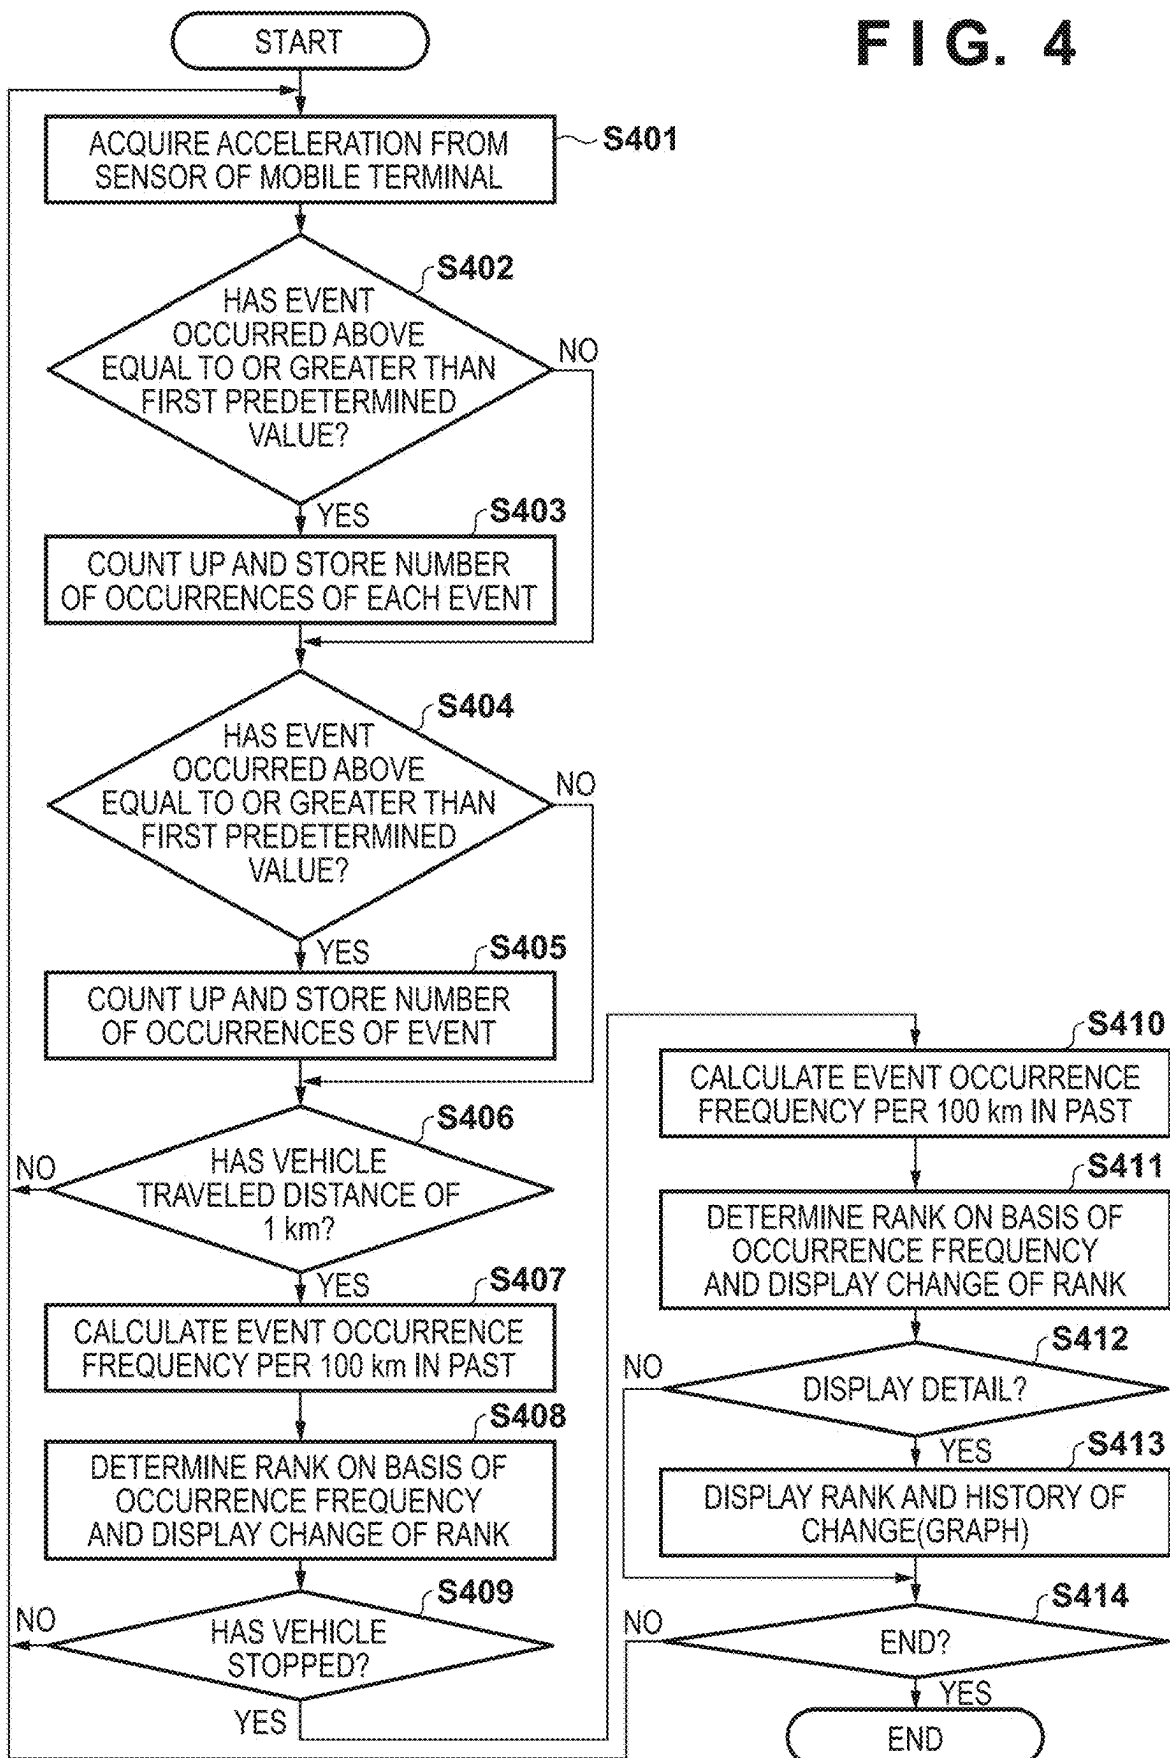 FIG. 4
START
ACQUIRE ACCELERATION FROM
SENSOR OF MOBILE TERMINAL
S401
S402
HAS EVENT
OCCURRED ABOVE
EQUAL TO OR GREATER THAN
FIRST PREDETERMINED
VALUE?
NO
YES
S403
COUNT UP AND STORE NUMBER
OF OCCURRENCES OF EACH EVENT
S404
HAS EVENT
OCCURRED ABOVE
EQUAL TO OR GREATER THAN
FIRST PREDETERMINED
VALUE?
NO
YES
S405
COUNT UP AND STORE NUMBER
OF OCCURRENCES OF EVENT
S406
HAS VEHICLE
TRAVELED DISTANCE OF
1 km?
NO
YES
S407
CALCULATE EVENT OCCURRENCE
FREQUENCY PER 100 km IN PAST
S408
DETERMINE RANK ON BASIS OF
OCCURRENCE FREQUENCY
AND DISPLAY CHANGE OF RANK
S409
HAS VEHICLE
STOPPED?
NO
YES
S410
CALCULATE EVENT OCCURRENCE
FREQUENCY PER 100 km IN PAST
S411
DETERMINE RANK ON BASIS OF
OCCURRENCE FREQUENCY
AND DISPLAY CHANGE OF RANK
S412
DISPLAY DETAIL?
NO
YES
S413
DISPLAY RANK AND HISTORY OF
CHANGE(GRAPH)
S414
END?
NO
YES
END